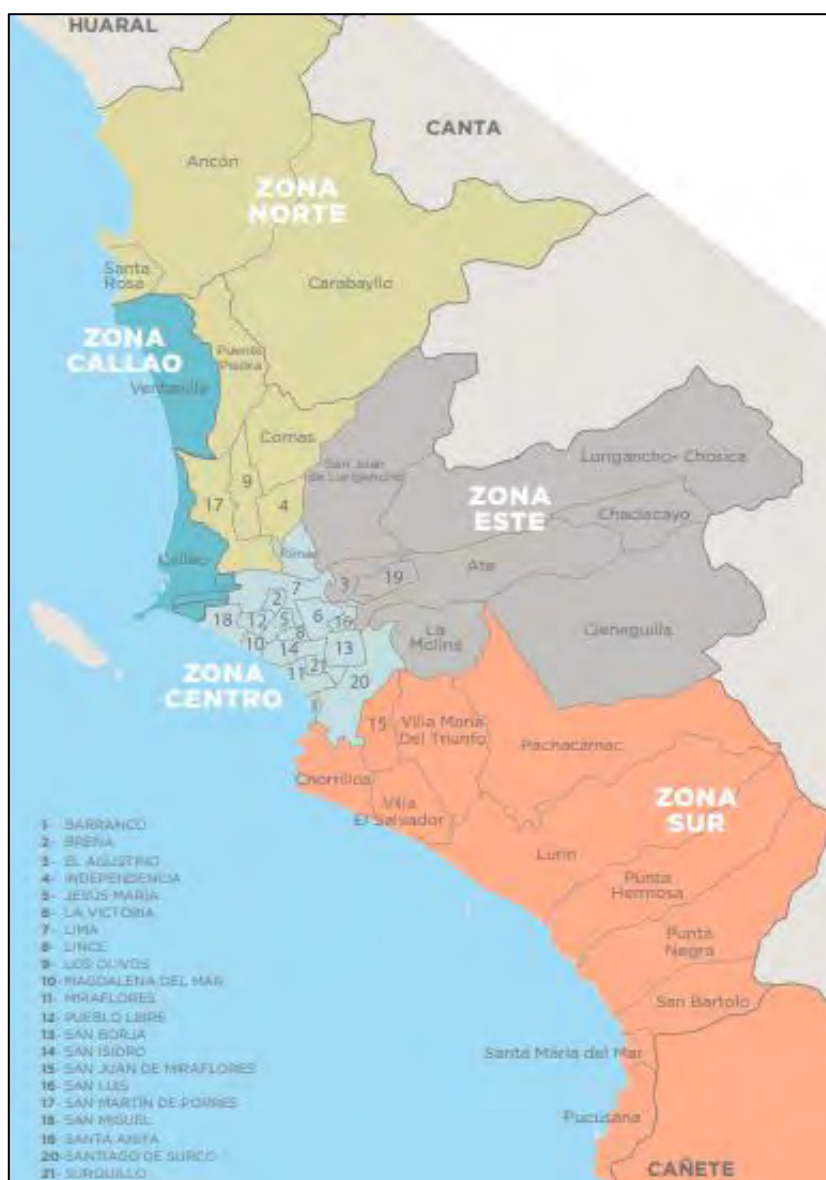 HUARAL
CANTA
Ancón
ZONA
NORTE
Santa
Rosa
Carabayllo
ZONA
CALLAO
Puente
Piedra
Ventanilla
Comas
San Juan
de Lurigancho
Lurigancho- Chosica
ZONA
ESTE
17
9
4
Chaclacayo
Callao
Rimac
Ate
3
19
7
2
18
12
5
6
16
8
10
14
13
La
Molina
Cieneguilla
11
21
20
ZONA
CENTRO
1
15
Villa María
Del Triunfo
Pachacámac
Chorrillos
Villa
El Salvador
ZONA
SUR
Lurín
Punta
Hermosa
Punta
Negra
San Bartolo
Santa María del Mar
Pucusana
CAÑETE
1- BARRANCO
2- BREÑA
3- EL AGUSTINO
4- INDEPENDENCIA
5- JESUS MARIA
6- LA VICTORIA
7- LIMA
8- LINCE
9- LOS OLIVOS
10-MAGDALENA DEL MAR
11- MIRAFLORES
12- PUEBLO LIBRE
13- SAN BORJA
14- SAN ISIDRO
15- SAN JUAN DE MIRAFLORES
16- SAN LUIS
17- SAN MARTIN DE PORRES
18- SAN MIGUEL
19- SANTA ANITA
20-SANTIAGO DE SURCO
21- SURQUILLO